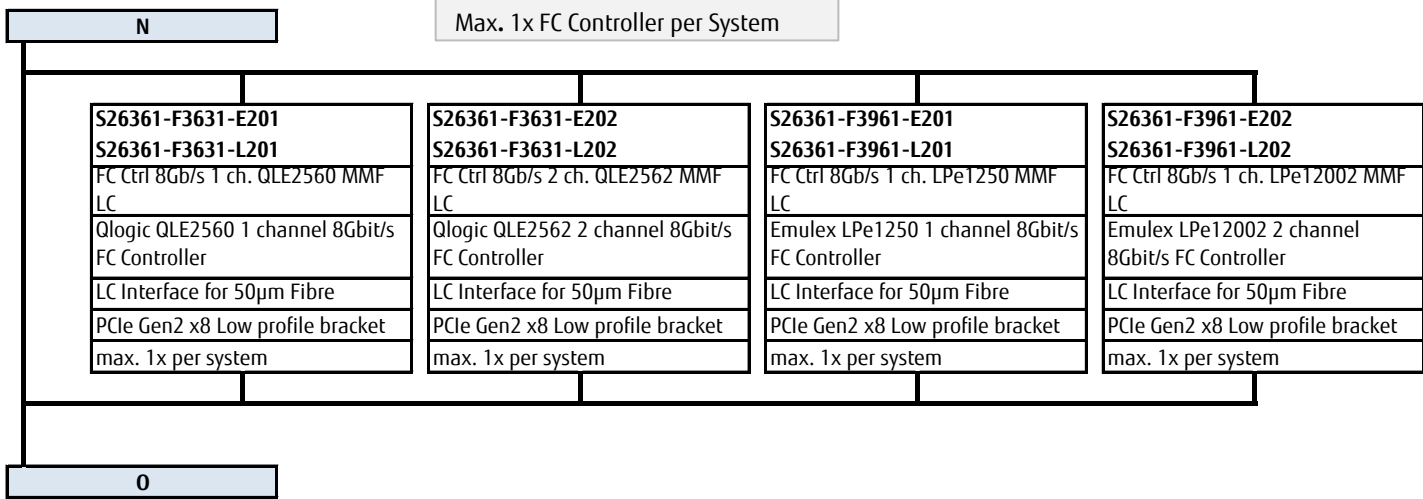 N
Max. 1x FC Controller per System
S26361-F3631-E201
S26361-F3631-L201
FC Ctrl 8Gb/s 1 ch. QLE2560 MMF
LC
Qlogic QLE2560 1 channel 8Gbit/s
FC Controller
LC Interface for 50µm Fibre
PCIe Gen2 x8 Low profile bracket
max. 1x per system
S26361-F3631-E202
S26361-F3631-L202
FC Ctrl 8Gb/s 2 ch. QLE2562 MMF
LC
Qlogic QLE2562 2 channel 8Gbit/s
FC Controller
LC Interface for 50µm Fibre
PCIe Gen2 x8 Low profile bracket
max. 1x per system
S26361-F3961-E201
S26361-F3961-L201
FC Ctrl 8Gb/s 1 ch. LPe1250 MMF
LC
Emulex LPe1250 1 channel 8Gbit/s
FC Controller
LC Interface for 50µm Fibre
PCIe Gen2 x8 Low profile bracket
max. 1x per system
S26361-F3961-E202
S26361-F3961-L202
FC Ctrl 8Gb/s 1 ch. LPe12002 MMF
LC
Emulex LPe12002 2 channel
8Gbit/s FC Controller
LC Interface for 50µm Fibre
PCIe Gen2 x8 Low profile bracket
max. 1x per system
O